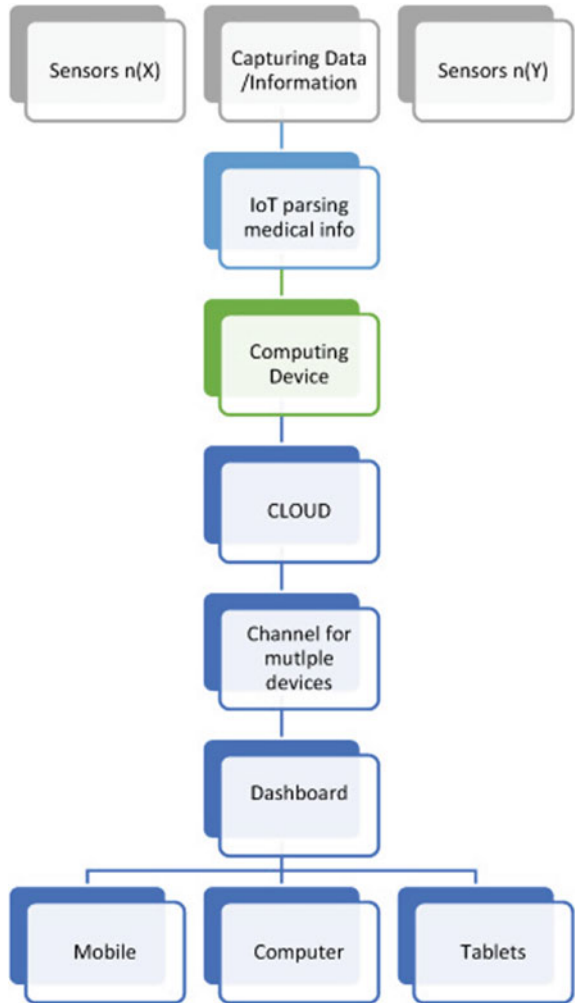 Sensors n(X)
Capturing Data
/Information
Sensors n(Y)
IoT parsing
medical info
Computing
Device
CLOUD
Channel for
mutlple
devices
Dashboard
Mobile
Computer
Tablets